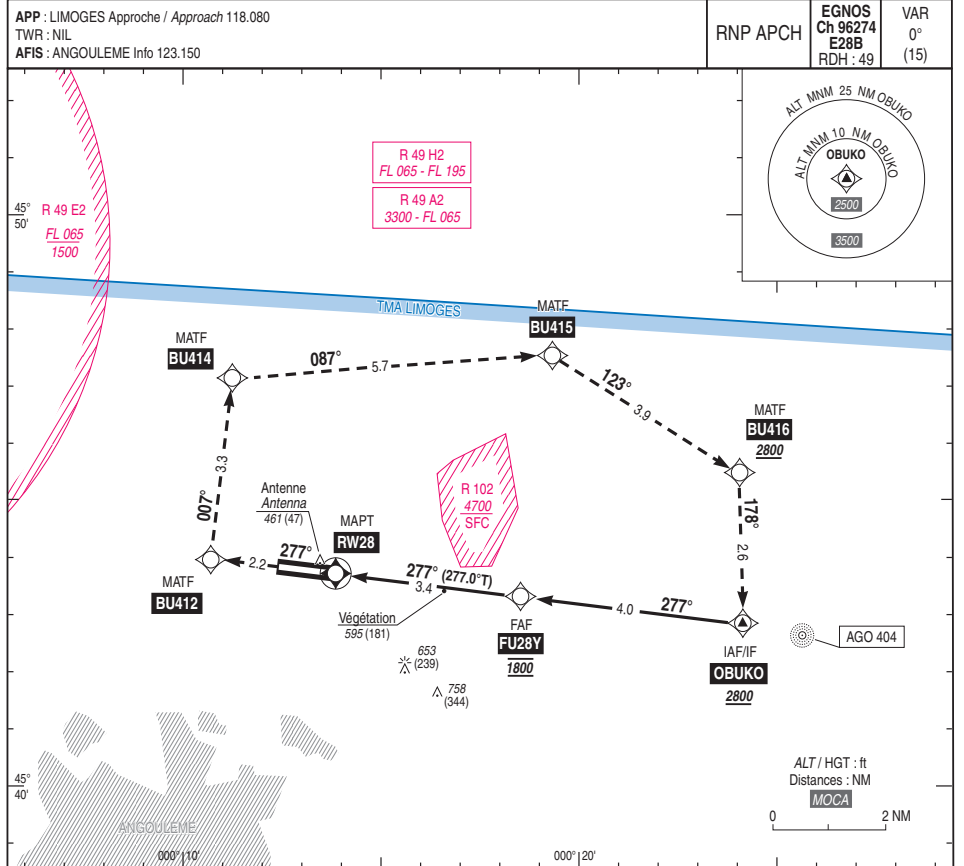 APP : LIMOGES Approche / Approach 118.080
TWR : NIL
AFIS : ANGOULEME Info 123.150
RNP APCH
EGNOS
Ch 96274
E28B
RDH : 49
VAR
0°
(15)
ALT MNM 25 NM OBUKO
ALT MNM 10 NM OBUKO
OBUKO
2500
3500
R 49 H2
FL 065 - FL 195
R 49 A2
3300 - FL 065
45°
50'
R 49 E2
FL 065
1500
TMA LIMOGES
MATF
BU415
MATF
BU414
087°
5.7
123°
3.9
MATF
BU416
2800
3.3
007°
R 102
4700
SFC
Antenne
Antenna
461 (47)
MAPT
RW28
178°
2.6
277°
2.2
277° (277.0°T)
3.4
4.0
277°
MATF
BU412
Végétation
595 (181)
FAF
FU28Y
1800
IAF/IF
OBUKO
2800
AGO 404
653
(239)
758
(344)
45°
40'
ALT / HGT : ft
Distances : NM
MOCA
0
2 NM
ANGOULEME
000° 10'
000° 20'